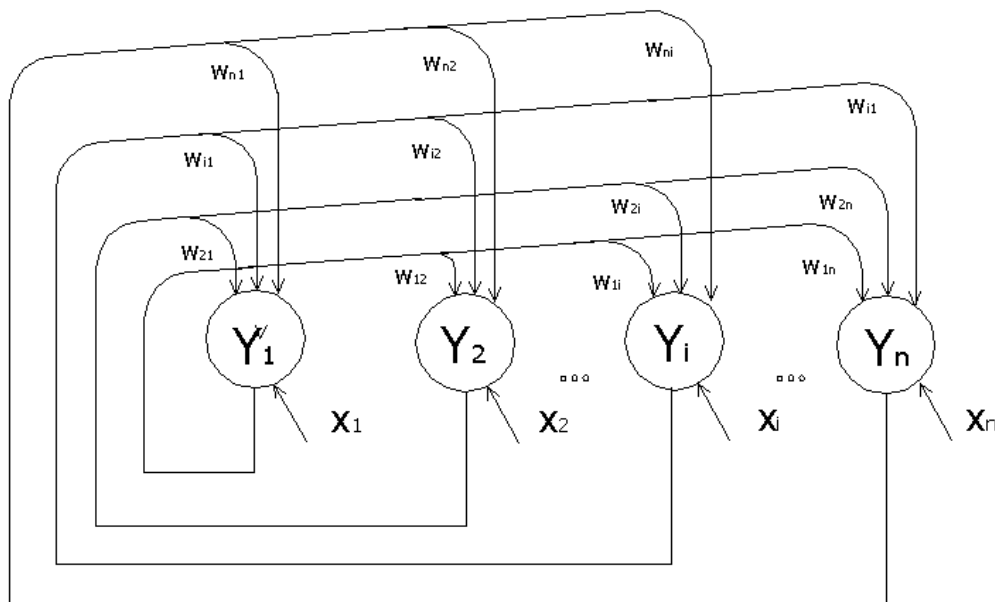 Wn1 Wn2 Wni
Wi1 Wi2 Wi1
W21 W2i W2n
W12 W1i W1n
Y1 Y2 Yi Yn
... ...
X1 X2 Xi Xn